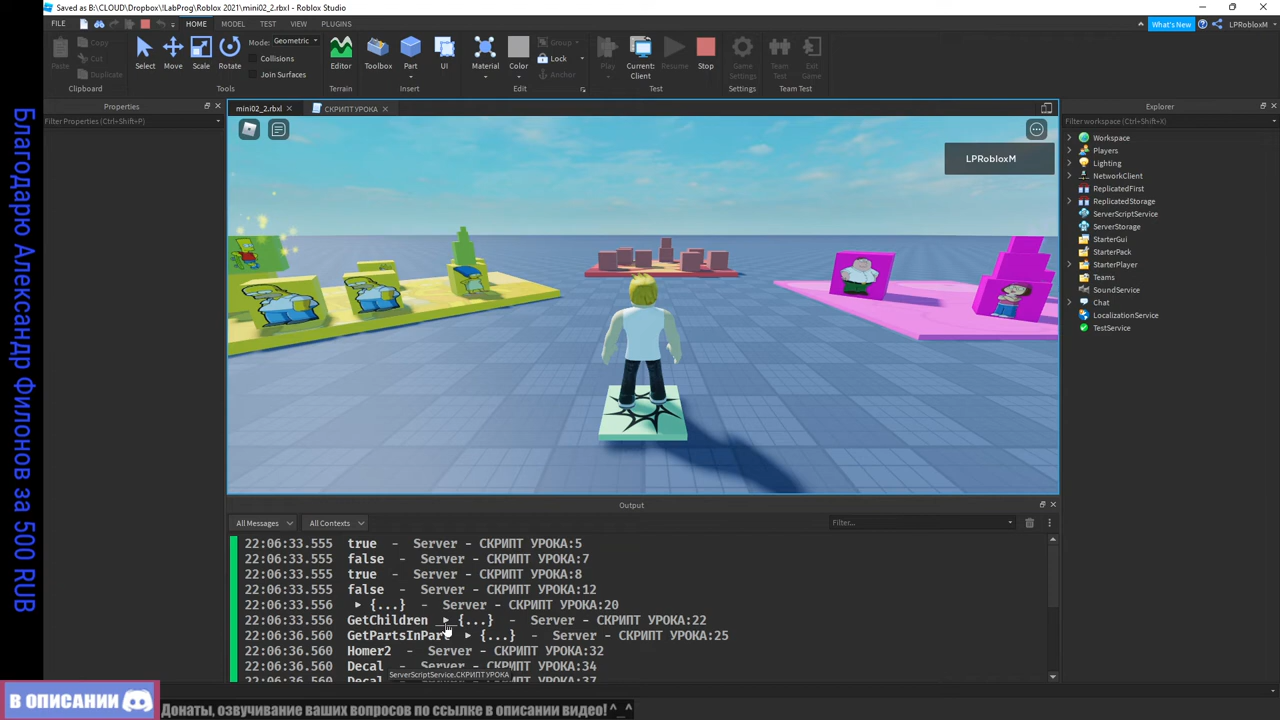 Saved as B:\CLOUD\Dropbox\!LabProg\Roblox 2021\mini02_2.rbxl - Roblox Studio
FILE
HOME
MODEL
TEST
VIEW
PLUGINS
What's New
LPRobloxM
Paste
Copy
Cut
Duplicate
Clipboard
Select
Move
Scale
Rotate
Mode: Geometric
Collisions
Join Surfaces
Tools
Editor
Terrain
Toolbox
Part
UI
Insert
Material
Color
Group
Lock
Anchor
Edit
Play
Current:
Client
Resume
Stop
Test
Game
Settings
Settings
Team
Test
Exit
Game
Team Test
Properties
Filter Properties (Ctrl+Shift+P)
mini02_2.rbxl
СКРИПТ УРОКА
LPRobloxM
Explorer
Filter workspace (Ctrl+Shift+X)
Workspace
Players
Lighting
NetworkClient
ReplicatedFirst
ReplicatedStorage
ServerScriptService
ServerStorage
StarterGui
StarterPack
StarterPlayer
Teams
SoundService
Chat
LocalizationService
TestService
Output
All Messages
All Contexts
Filter...
22:06:33.555 true - Server - СКРИПТ УРОКА:5
22:06:33.555 false - Server - СКРИПТ УРОКА:7
22:06:33.555 true - Server - СКРИПТ УРОКА:8
22:06:33.555 false - Server - СКРИПТ УРОКА:12
22:06:33.556 {...} - Server - СКРИПТ УРОКА:20
22:06:33.556 GetChildren {...} - Server - СКРИПТ УРОКА:22
22:06:36.560 GetPartsInPart {...} - Server - СКРИПТ УРОКА:25
22:06:36.560 Homer2 - Server - СКРИПТ УРОКА:32
22:06:36.560 Decal - Server - СКРИПТ УРОКА:34
ServerScriptService.СКРИПТ УРОКА
Благодарю Александр Филонов за 500 RUB
В ОПИСАНИИ
Донаты, озвучивание ваших вопросов по ссылке в описании видео! ^_^